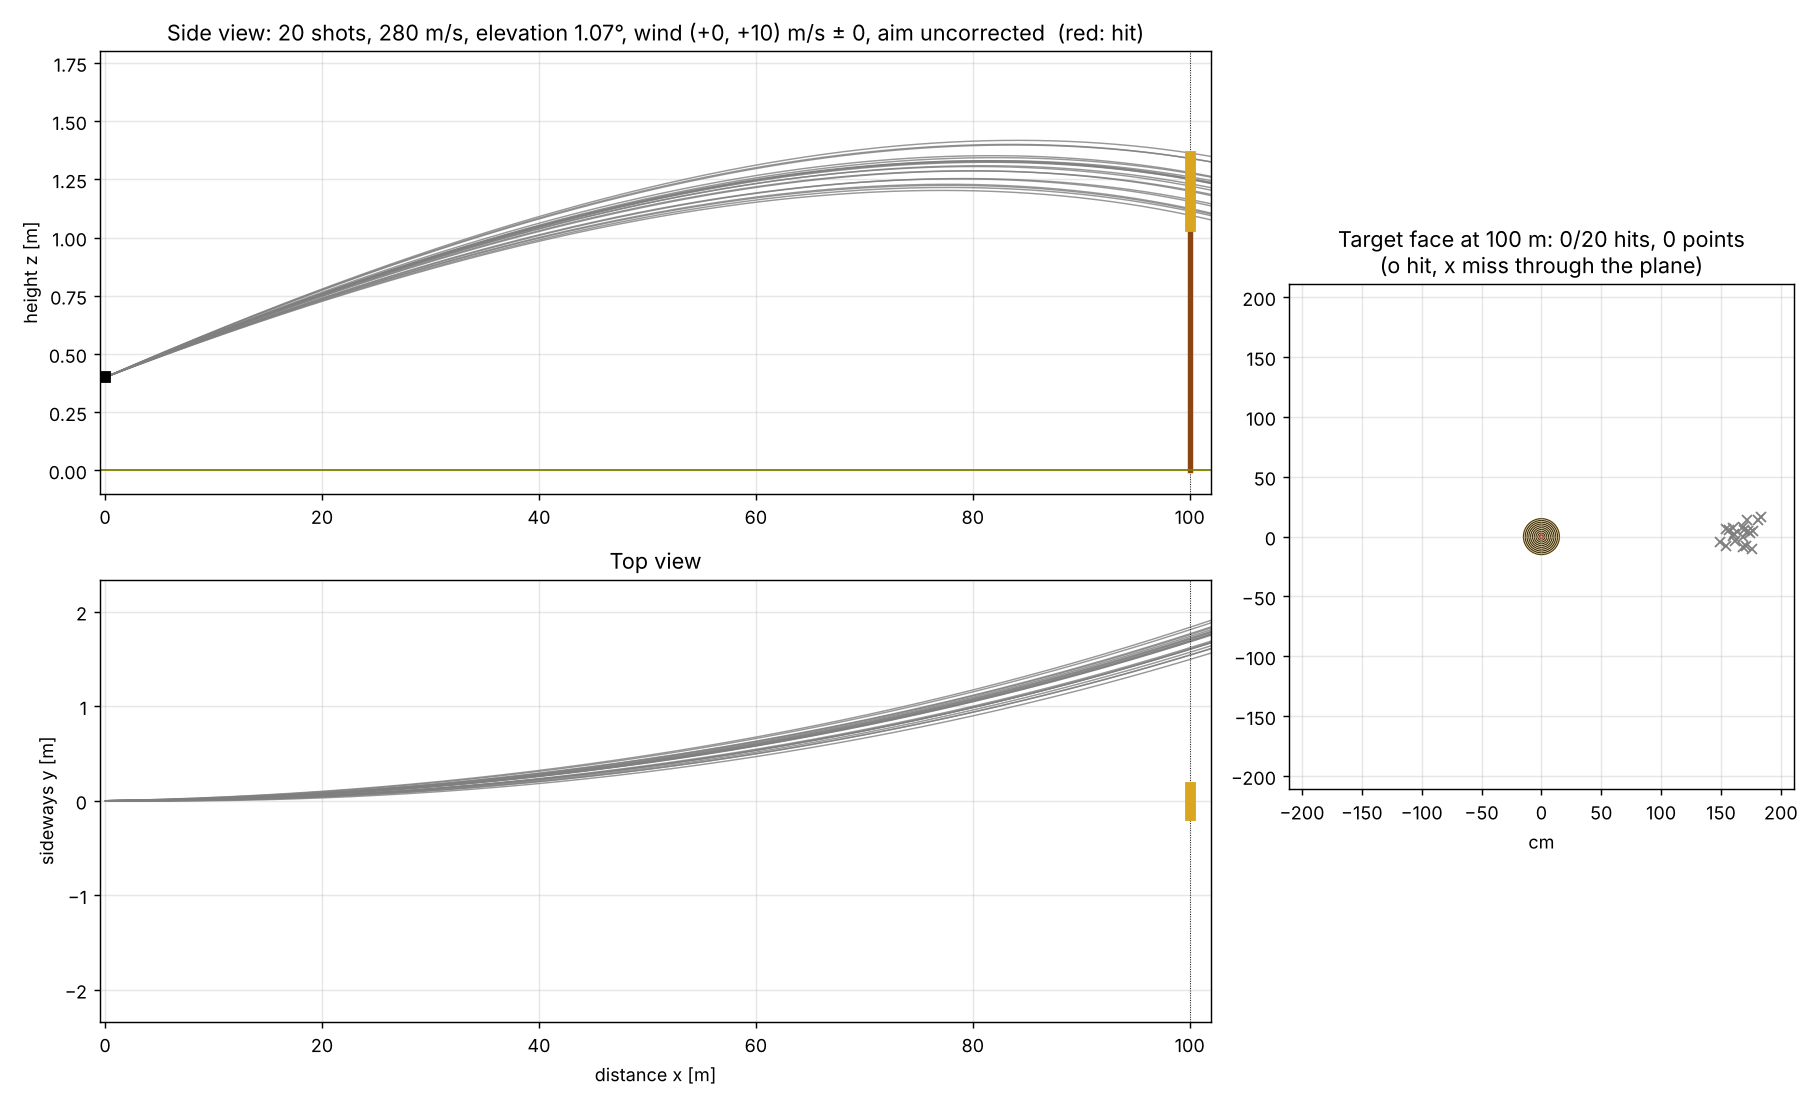 Side view: 20 shots, 280 m/s, elevation 1.07°, wind (+0, +10) m/s ± 0, aim uncorrected  (red: hit)
1.75
1.50
1.25
1.00
0.75
0.50
0.25
0.00
height z [m]
0 20 40 60 80 100
Top view
2
1
0
−1
−2
sideways y [m]
0 20 40 60 80 100
distance x [m]
Target face at 100 m: 0/20 hits, 0 points
(o hit, x miss through the plane)
200
150
100
50
0
−50
−100
−150
−200
−200 −150 −100 −50 0 50 100 150 200
cm